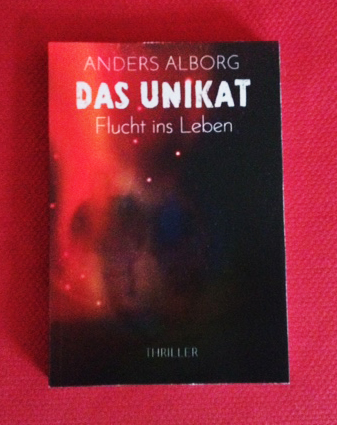 ANDERS ALBORG
DAS UNIKAT
Flucht ins Leben
THRILLER